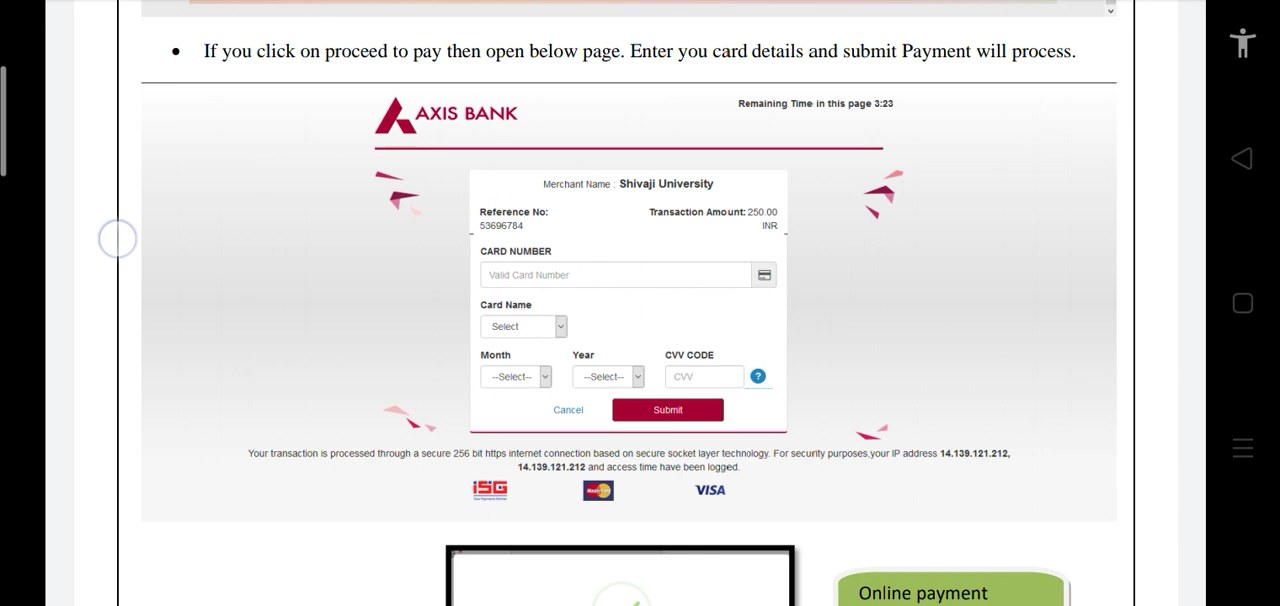 If you click on proceed to pay then open below page. Enter you card details and submit Payment will process.
AXIS BANK
Remaining Time in this page 3:23
Merchant Name : Shivaji University
Reference No: Transaction Amount: 250.00
53696784 INR
CARD NUMBER
Valid Card Number
Card Name
Select
Month Year CVV CODE
--Select-- --Select-- CVV ?
Cancel Submit
Your transaction is processed through a secure 256 bit https internet connection based on secure socket layer technology. For security purposes,your IP address 14.139.121.212,
14.139.121.212 and access time have been logged.
iSG MasterCard VISA
Online payment